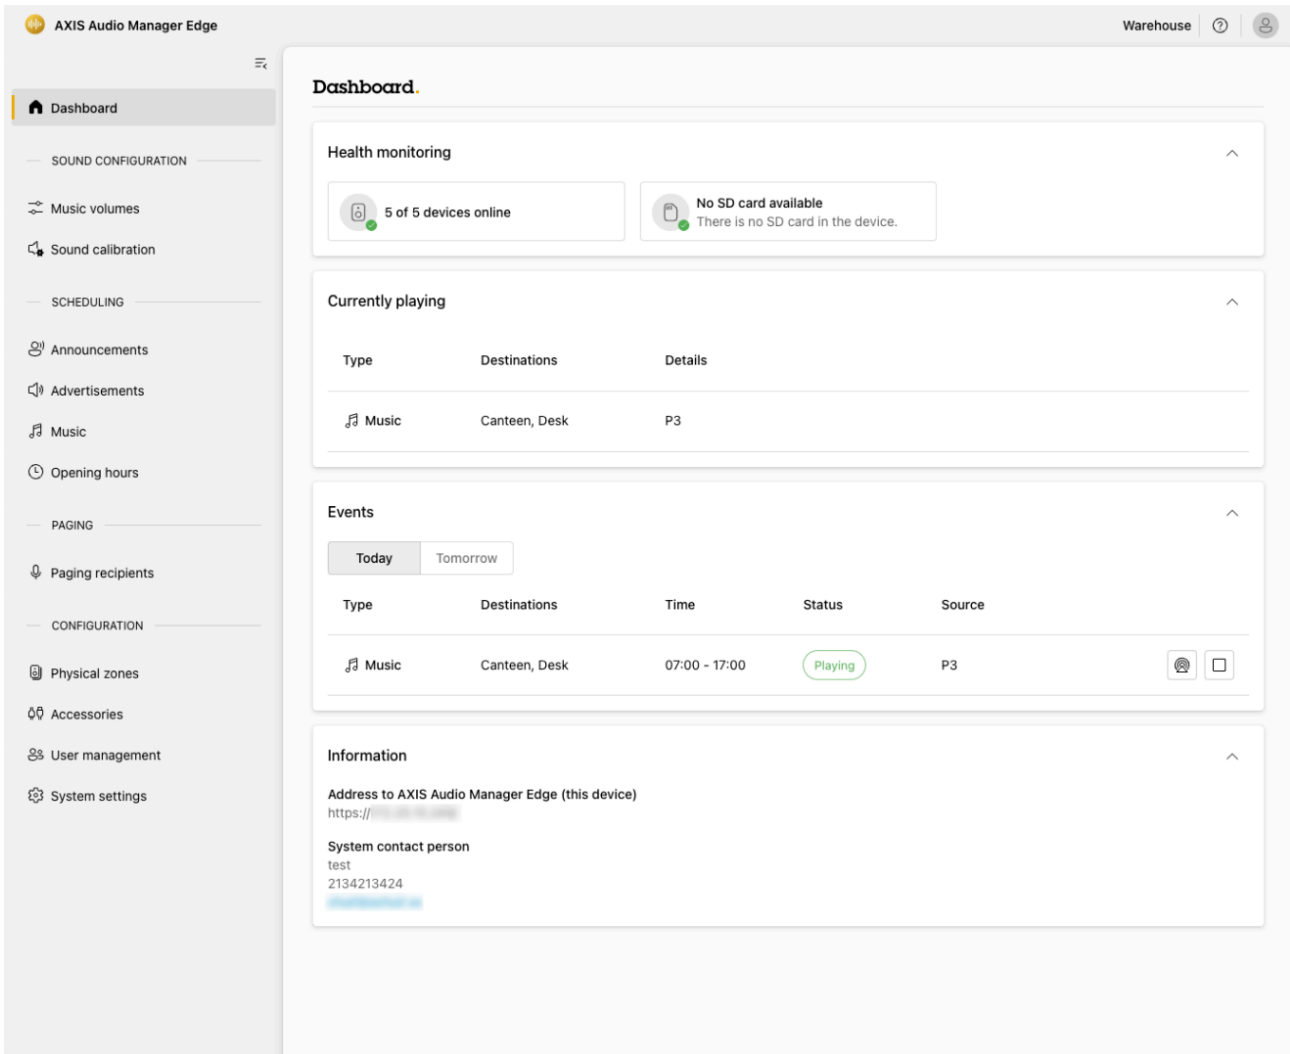 AXIS Audio Manager Edge
Warehouse
Dashboard
SOUND CONFIGURATION
Music volumes
Sound calibration
SCHEDULING
Announcements
Advertisements
Music
Opening hours
PAGING
Paging recipients
CONFIGURATION
Physical zones
Accessories
User management
System settings
Dashboard.
Health monitoring
5 of 5 devices online
No SD card available
There is no SD card in the device.
Currently playing
Type Destinations Details
Music Canteen, Desk P3
Events
Today Tomorrow
Type Destinations Time Status Source
Music Canteen, Desk 07:00 - 17:00 Playing P3
Information
Address to AXIS Audio Manager Edge (this device)
https://
System contact person
test
2134213424